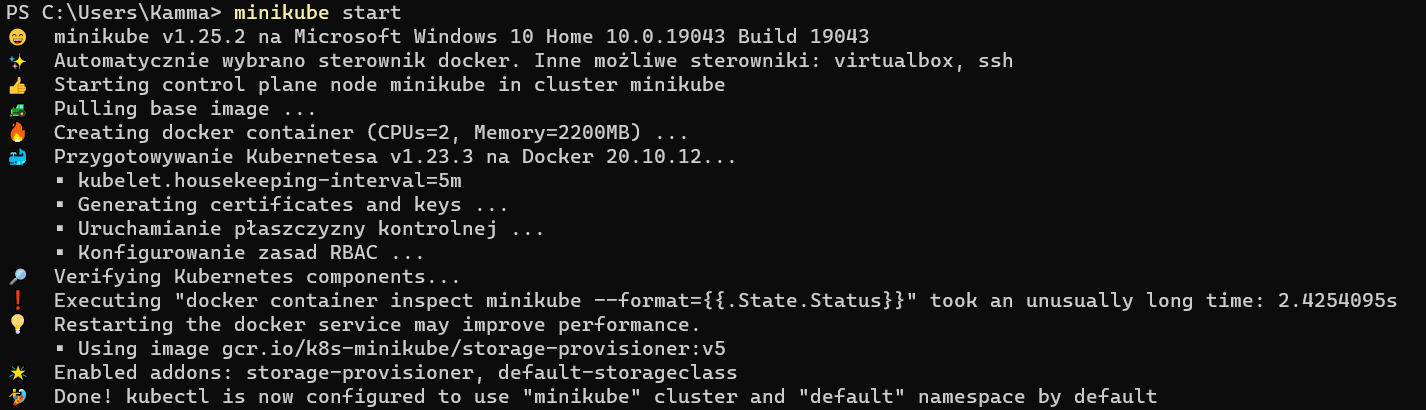 PS C:\Users\Kamma> minikube start
😄 minikube v1.25.2 na Microsoft Windows 10 Home 10.0.19043 Build 19043
✨ Automatycznie wybrano sterownik docker. Inne możliwe sterowniki: virtualbox, ssh
👍 Starting control plane node minikube in cluster minikube
🚜 Pulling base image ...
🔥 Creating docker container (CPUs=2, Memory=2200MB) ...
🐳 Przygotowywanie Kubernetesa v1.23.3 na Docker 20.10.12...
▪ kubelet.housekeeping-interval=5m
▪ Generating certificates and keys ...
▪ Uruchamianie płaszczyzny kontrolnej ...
▪ Konfigurowanie zasad RBAC ...
🔎 Verifying Kubernetes components...
❗ Executing "docker container inspect minikube --format={{.State.Status}}" took an unusually long time: 2.4254095s
💡 Restarting the docker service may improve performance.
▪ Using image gcr.io/k8s-minikube/storage-provisioner:v5
🌟 Enabled addons: storage-provisioner, default-storageclass
🏄 Done! kubectl is now configured to use "minikube" cluster and "default" namespace by default